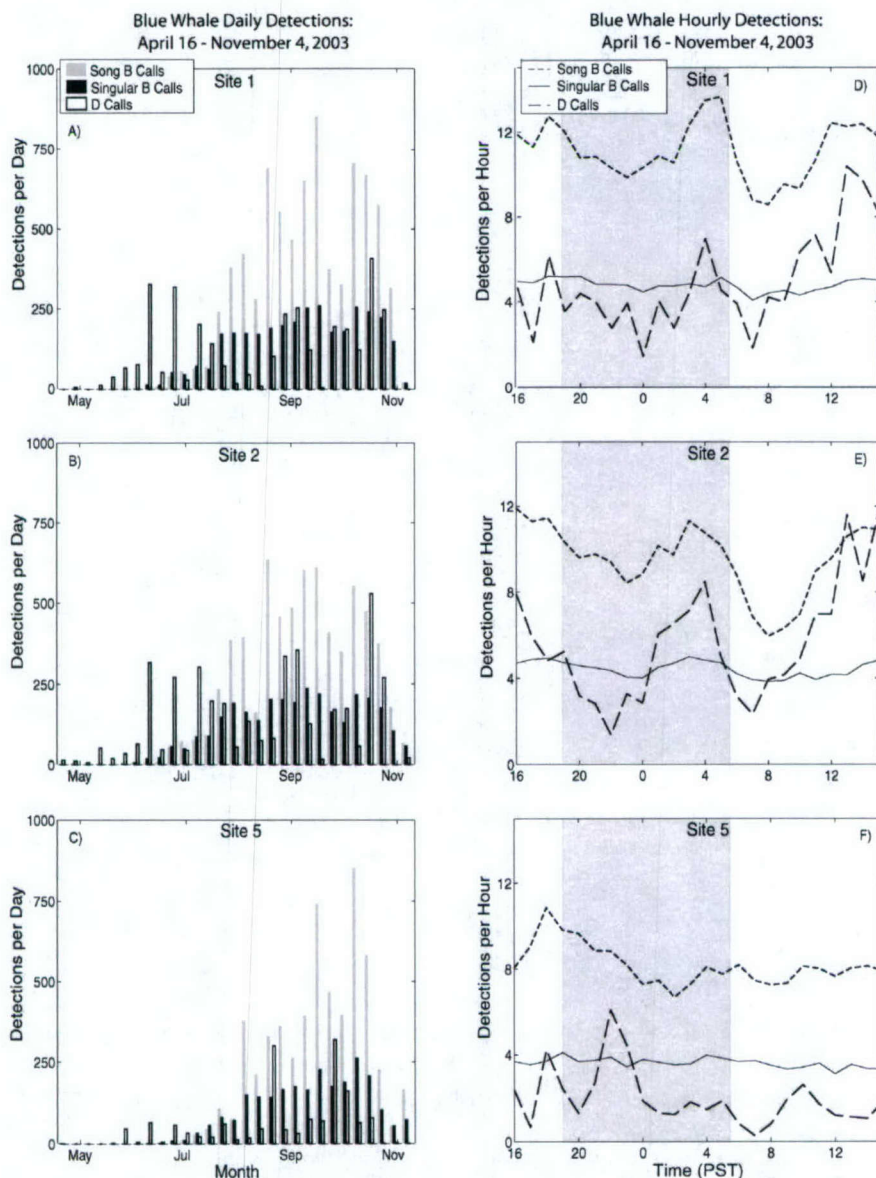 Blue Whale Daily Detections:
April 16 - November 4, 2003
Song B Calls
Singular B Calls
D Calls
Site 1
A)
1000
750
500
250
0
Detections per Day
May
Jul
Sep
Nov
B)
Site 2
1000
750
500
250
0
Detections per Day
May
Jul
Sep
Nov
C)
Site 5
1000
750
500
250
0
Detections per Day
May
Jul
Sep
Nov
Month
Blue Whale Hourly Detections:
April 16 - November 4, 2003
Song B Calls
Singular B Calls
D Calls
Site 1
D)
12
8
4
0
Detections per Hour
16
20
0
4
8
12
Site 2
E)
12
8
4
0
Detections per Hour
16
20
0
4
8
12
Site 5
F)
12
8
4
0
Detections per Hour
16
20
0
4
8
12
Time (PST)